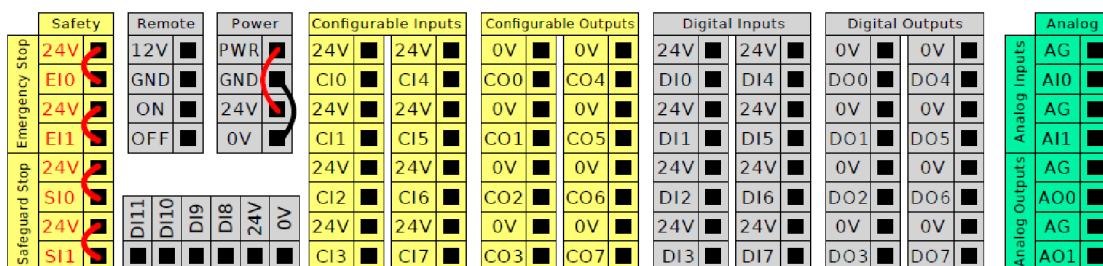 Safety
Remote
Power
Configurable Inputs
Configurable Outputs
Digital Inputs
Digital Outputs
Analog
Emergency Stop
24V
EI0
24V
EI1
Safeguard Stop
24V
SI0
24V
SI1
12V
GND
ON
OFF
PWR
GND
24V
0V
DI11
DI10
DI9
DI8
24V
0V
24V 24V
CI0 CI4
24V 24V
CI1 CI5
24V 24V
CI2 CI6
24V 24V
CI3 CI7
0V 0V
CO0 CO4
0V 0V
CO1 CO5
0V 0V
CO2 CO6
0V 0V
CO3 CO7
24V 24V
DI0 DI4
24V 24V
DI1 DI5
24V 24V
DI2 DI6
24V 24V
DI3 DI7
0V 0V
DO0 DO4
0V 0V
DO1 DO5
0V 0V
DO2 DO6
0V 0V
DO3 DO7
Analog Inputs
AG
AI0
AG
AI1
Analog Outputs
AG
AO0
AG
AO1